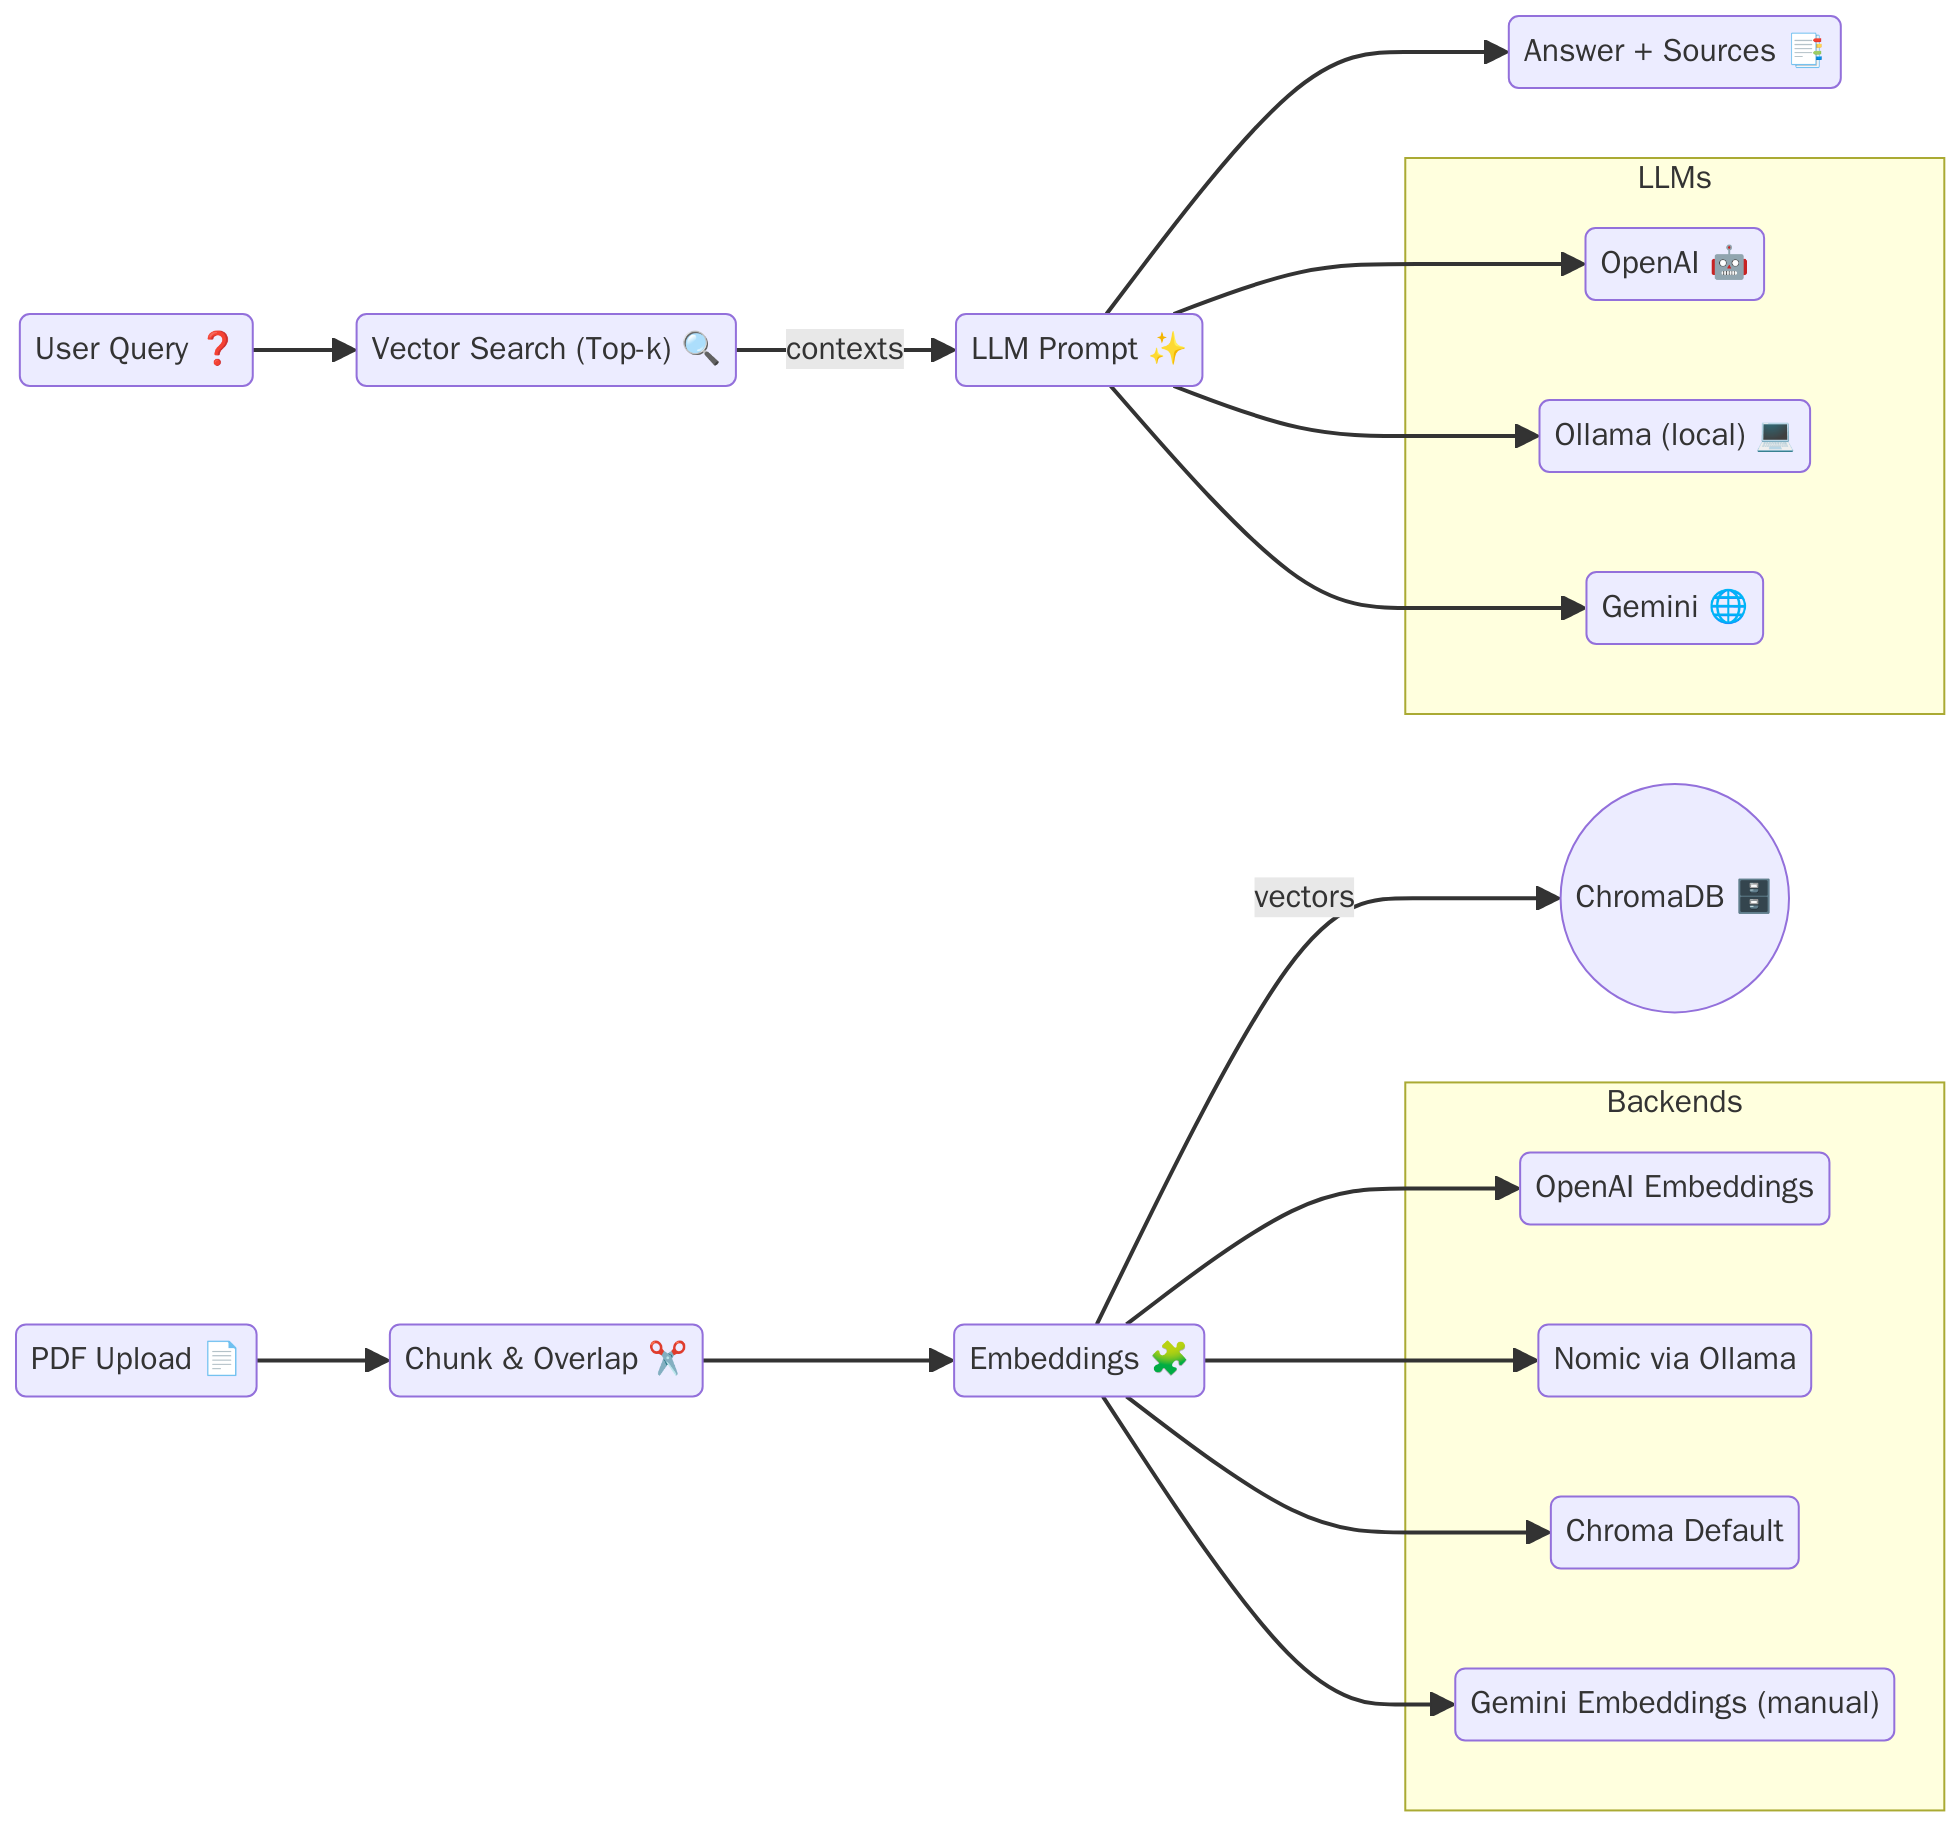 Answer + Sources 📑
LLMs
OpenAI 🤖
User Query ❓
Vector Search (Top-k) 🔍
contexts
LLM Prompt ✨
Ollama (local) 💻
Gemini 🌐
vectors
ChromaDB 🗄️
Backends
OpenAI Embeddings
PDF Upload 📄
Chunk & Overlap ✂️
Embeddings 🧩
Nomic via Ollama
Chroma Default
Gemini Embeddings (manual)